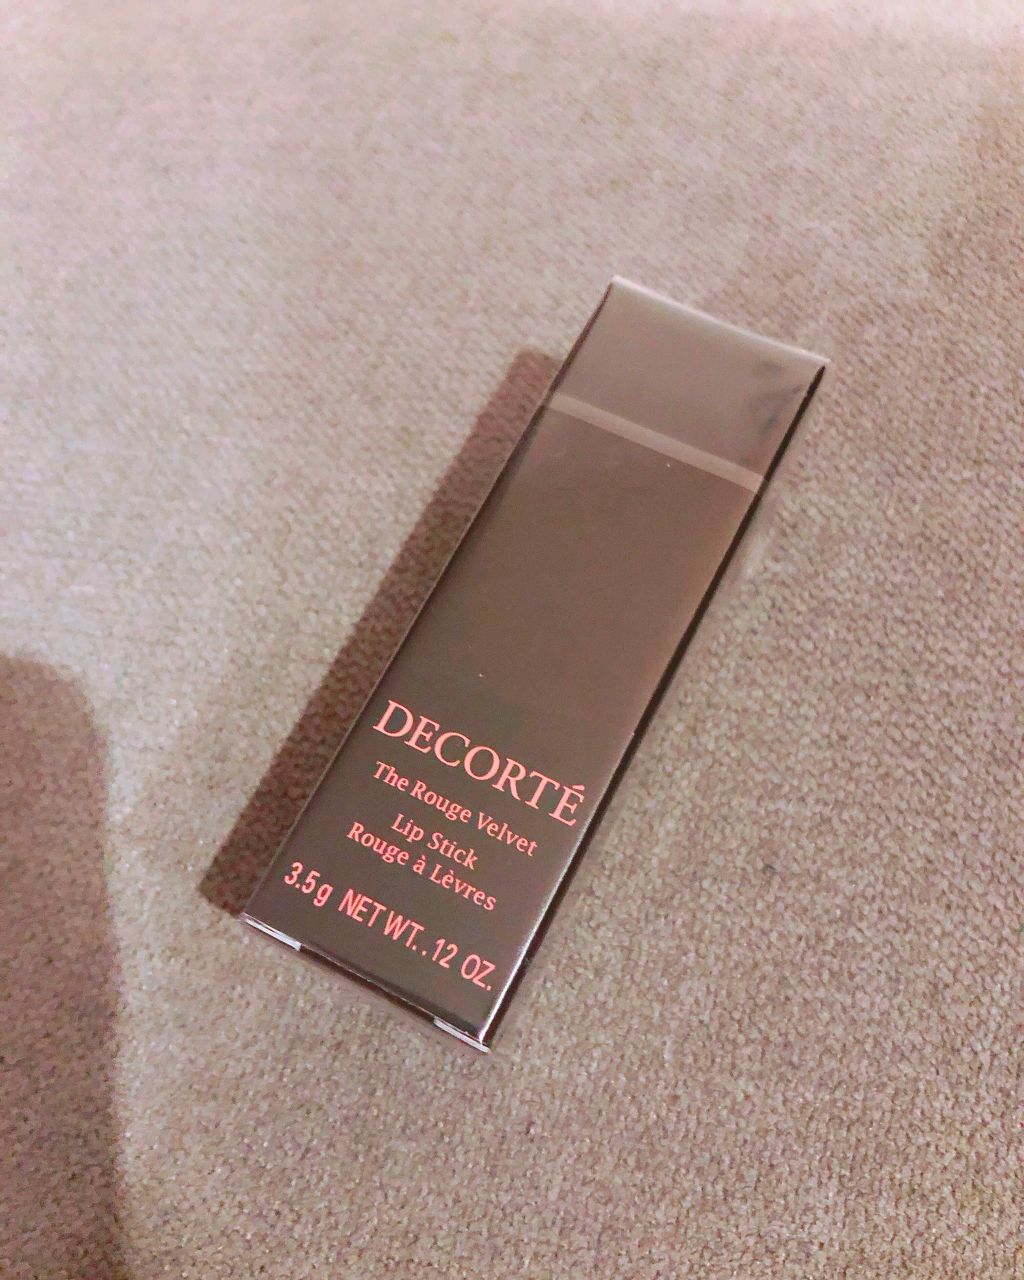 DECORTÉ
The Rouge Velvet
Lip Stick
Rouge à Lèvres
3.5g NET WT. .12 OZ.